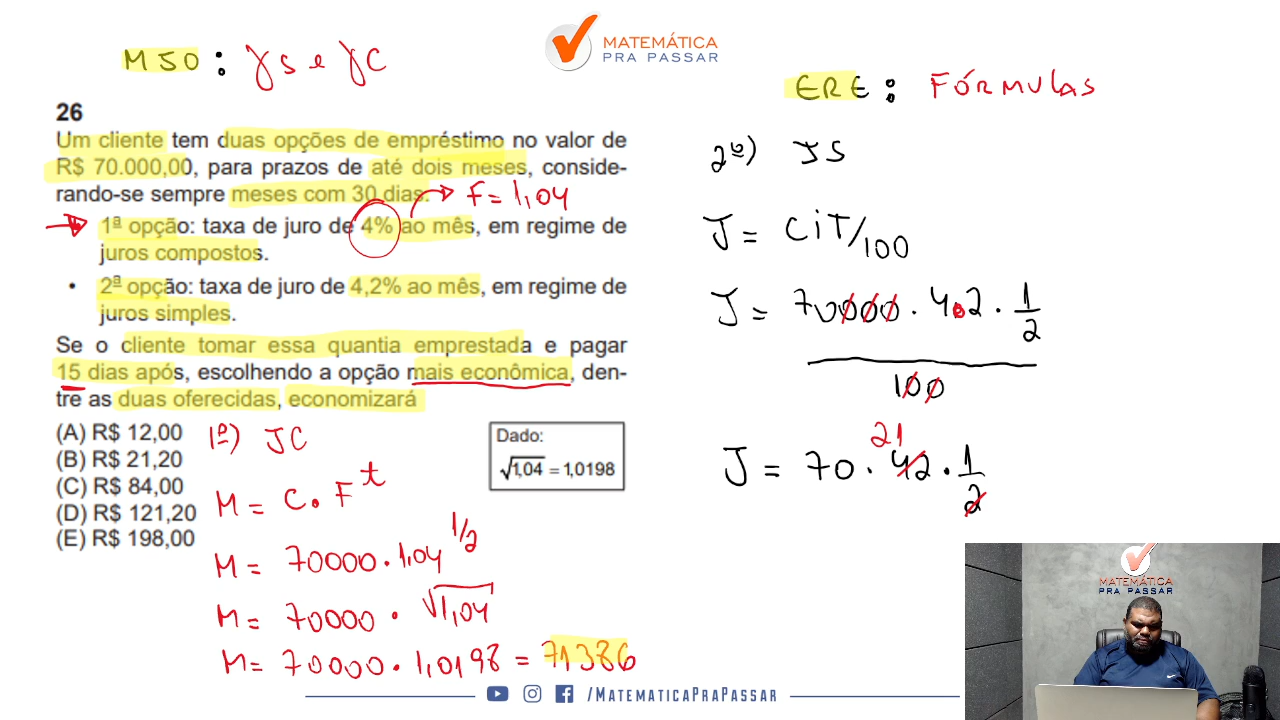 MATEMÁTICA
PRA PASSAR
MSO : JS e JC
ERE : FÓRMULAS
26
Um cliente tem duas opções de empréstimo no valor de
R$ 70.000,00, para prazos de até dois meses, conside-
rando-se sempre meses com 30 dias.
F = 1,04
1ª opção: taxa de juro de 4% ao mês, em regime de
juros compostos.
• 2ª opção: taxa de juro de 4,2% ao mês, em regime de
juros simples.
Se o cliente tomar essa quantia emprestada e pagar
15 dias após, escolhendo a opção mais econômica, den-
tre as duas oferecidas, economizará
(A) R$ 12,00
(B) R$ 21,20
(C) R$ 84,00
(D) R$ 121,20
(E) R$ 198,00
Dado:
√1,04 = 1,0198
1º) JC
M = C . F^t
M = 70000 . 1,04^1/2
M = 70000 . √1,04
M = 70000 . 1,0198 = 71386
2º) JS
J = CiT/100
J = 70000 . 4,2 . 1/2
100
21
J = 70 . 42 . 1/2
MATEMÁTICA
PRA PASSAR
/MATEMATICAPRAPASSAR